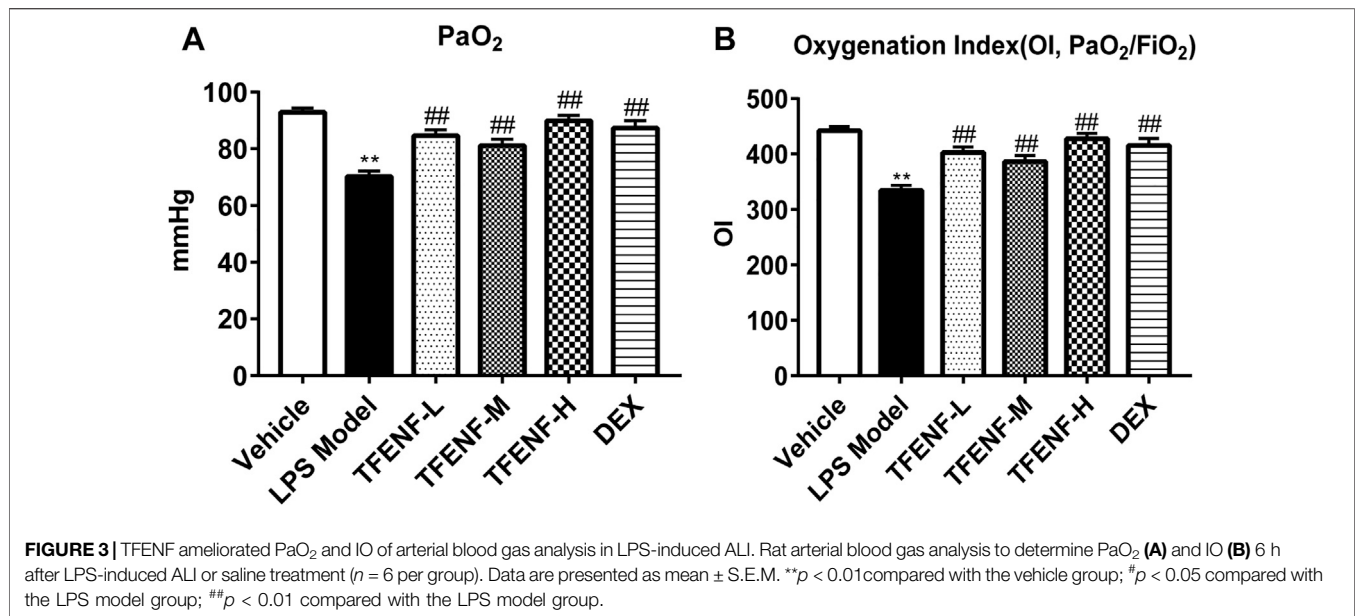 A
PaO₂
mmHg
100
80
60
40
20
0
**
##
##
##
##
Vehicle
LPS Model
TFENF-L
TFENF-M
TFENF-H
DEX
B
Oxygenation Index(OI, PaO₂/FiO₂)
OI
500
400
300
200
100
0
**
##
##
##
##
Vehicle
LPS Model
TFENF-L
TFENF-M
TFENF-H
DEX
FIGURE 3 | TFENF ameliorated PaO₂ and IO of arterial blood gas analysis in LPS-induced ALI. Rat arterial blood gas analysis to determine PaO₂ (A) and IO (B) 6 h
after LPS-induced ALI or saline treatment (n = 6 per group). Data are presented as mean ± S.E.M. **p < 0.01compared with the vehicle group; #p < 0.05 compared with
the LPS model group; ##p < 0.01 compared with the LPS model group.